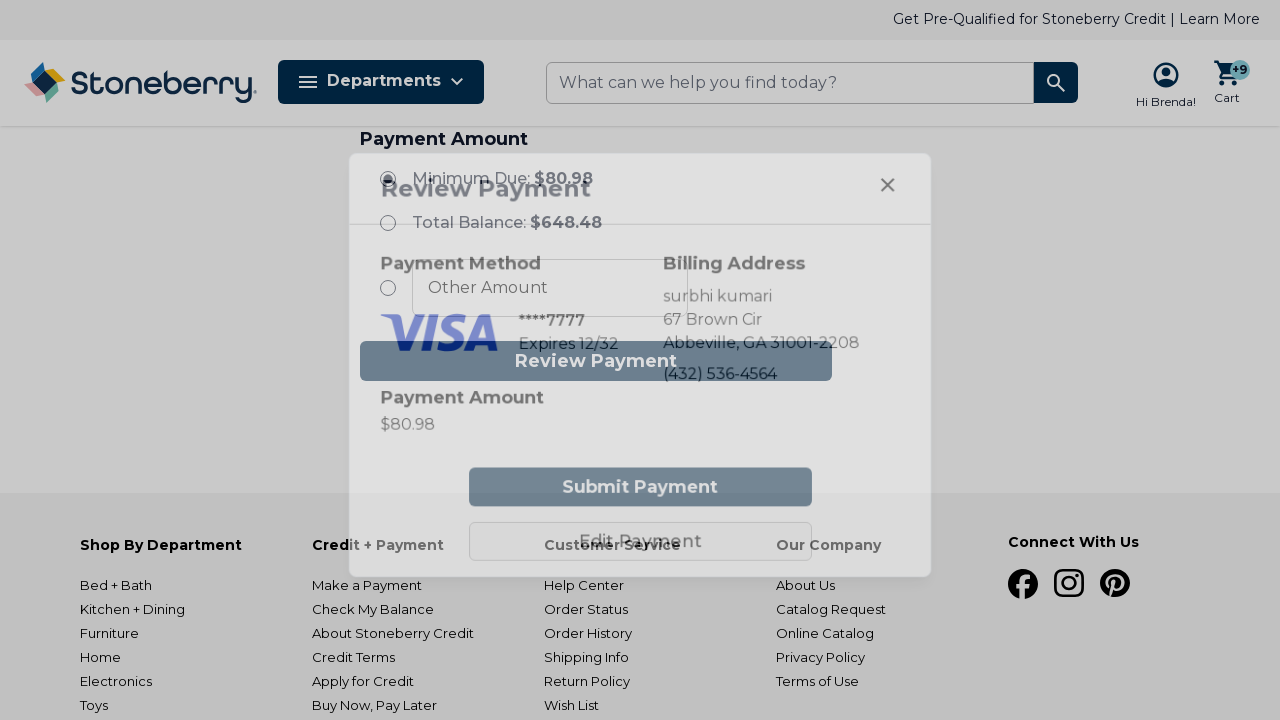 Get Pre-Qualified for Stoneberry Credit | Learn More
Stoneberry
Departments
What can we help you find today?
Hi Brenda!
+9
Cart
Payment Amount
Minimum Due: $80.98
Review Payment
Total Balance: $648.48
Payment Method
Billing Address
Other Amount
surbhi kumari
VISA
****7777
67 Brown Cir
Expires 12/32
Abbeville, GA 31001-2208
Review Payment
(432) 536-4564
Payment Amount
$80.98
Submit Payment
Edit Payment
Shop By Department
Bed + Bath
Kitchen + Dining
Furniture
Home
Electronics
Toys
Credit + Payment
Make a Payment
Check My Balance
About Stoneberry Credit
Credit Terms
Apply for Credit
Buy Now, Pay Later
Customer Service
Help Center
Order Status
Order History
Shipping Info
Return Policy
Wish List
Our Company
About Us
Catalog Request
Online Catalog
Privacy Policy
Terms of Use
Connect With Us